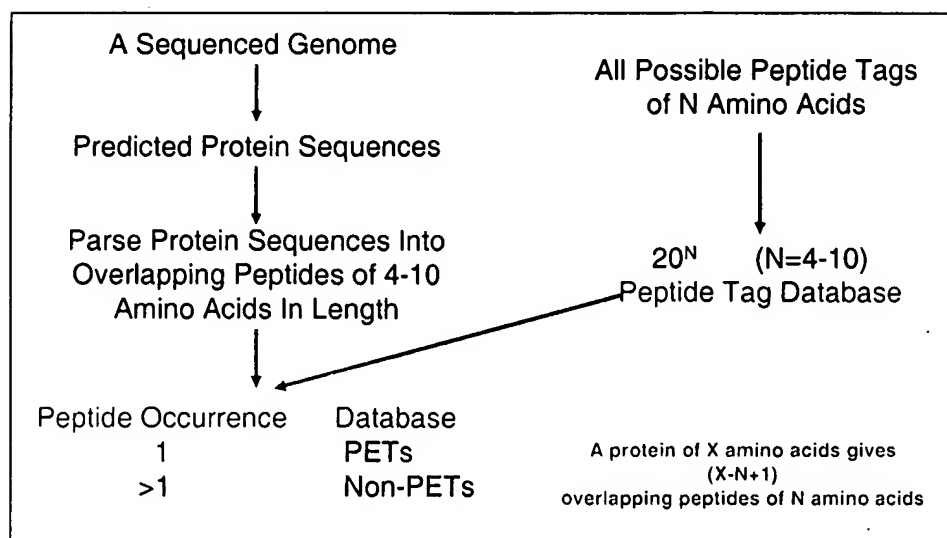 A Sequenced Genome
Predicted Protein Sequences
Parse Protein Sequences Into
Overlapping Peptides of 4-10
Amino Acids In Length
All Possible Peptide Tags
of N Amino Acids
20ᴺ (N=4-10)
Peptide Tag Database
Peptide Occurrence Database
1 PETs
>1 Non-PETs
A protein of X amino acids gives
(X-N+1)
overlapping peptides of N amino acids